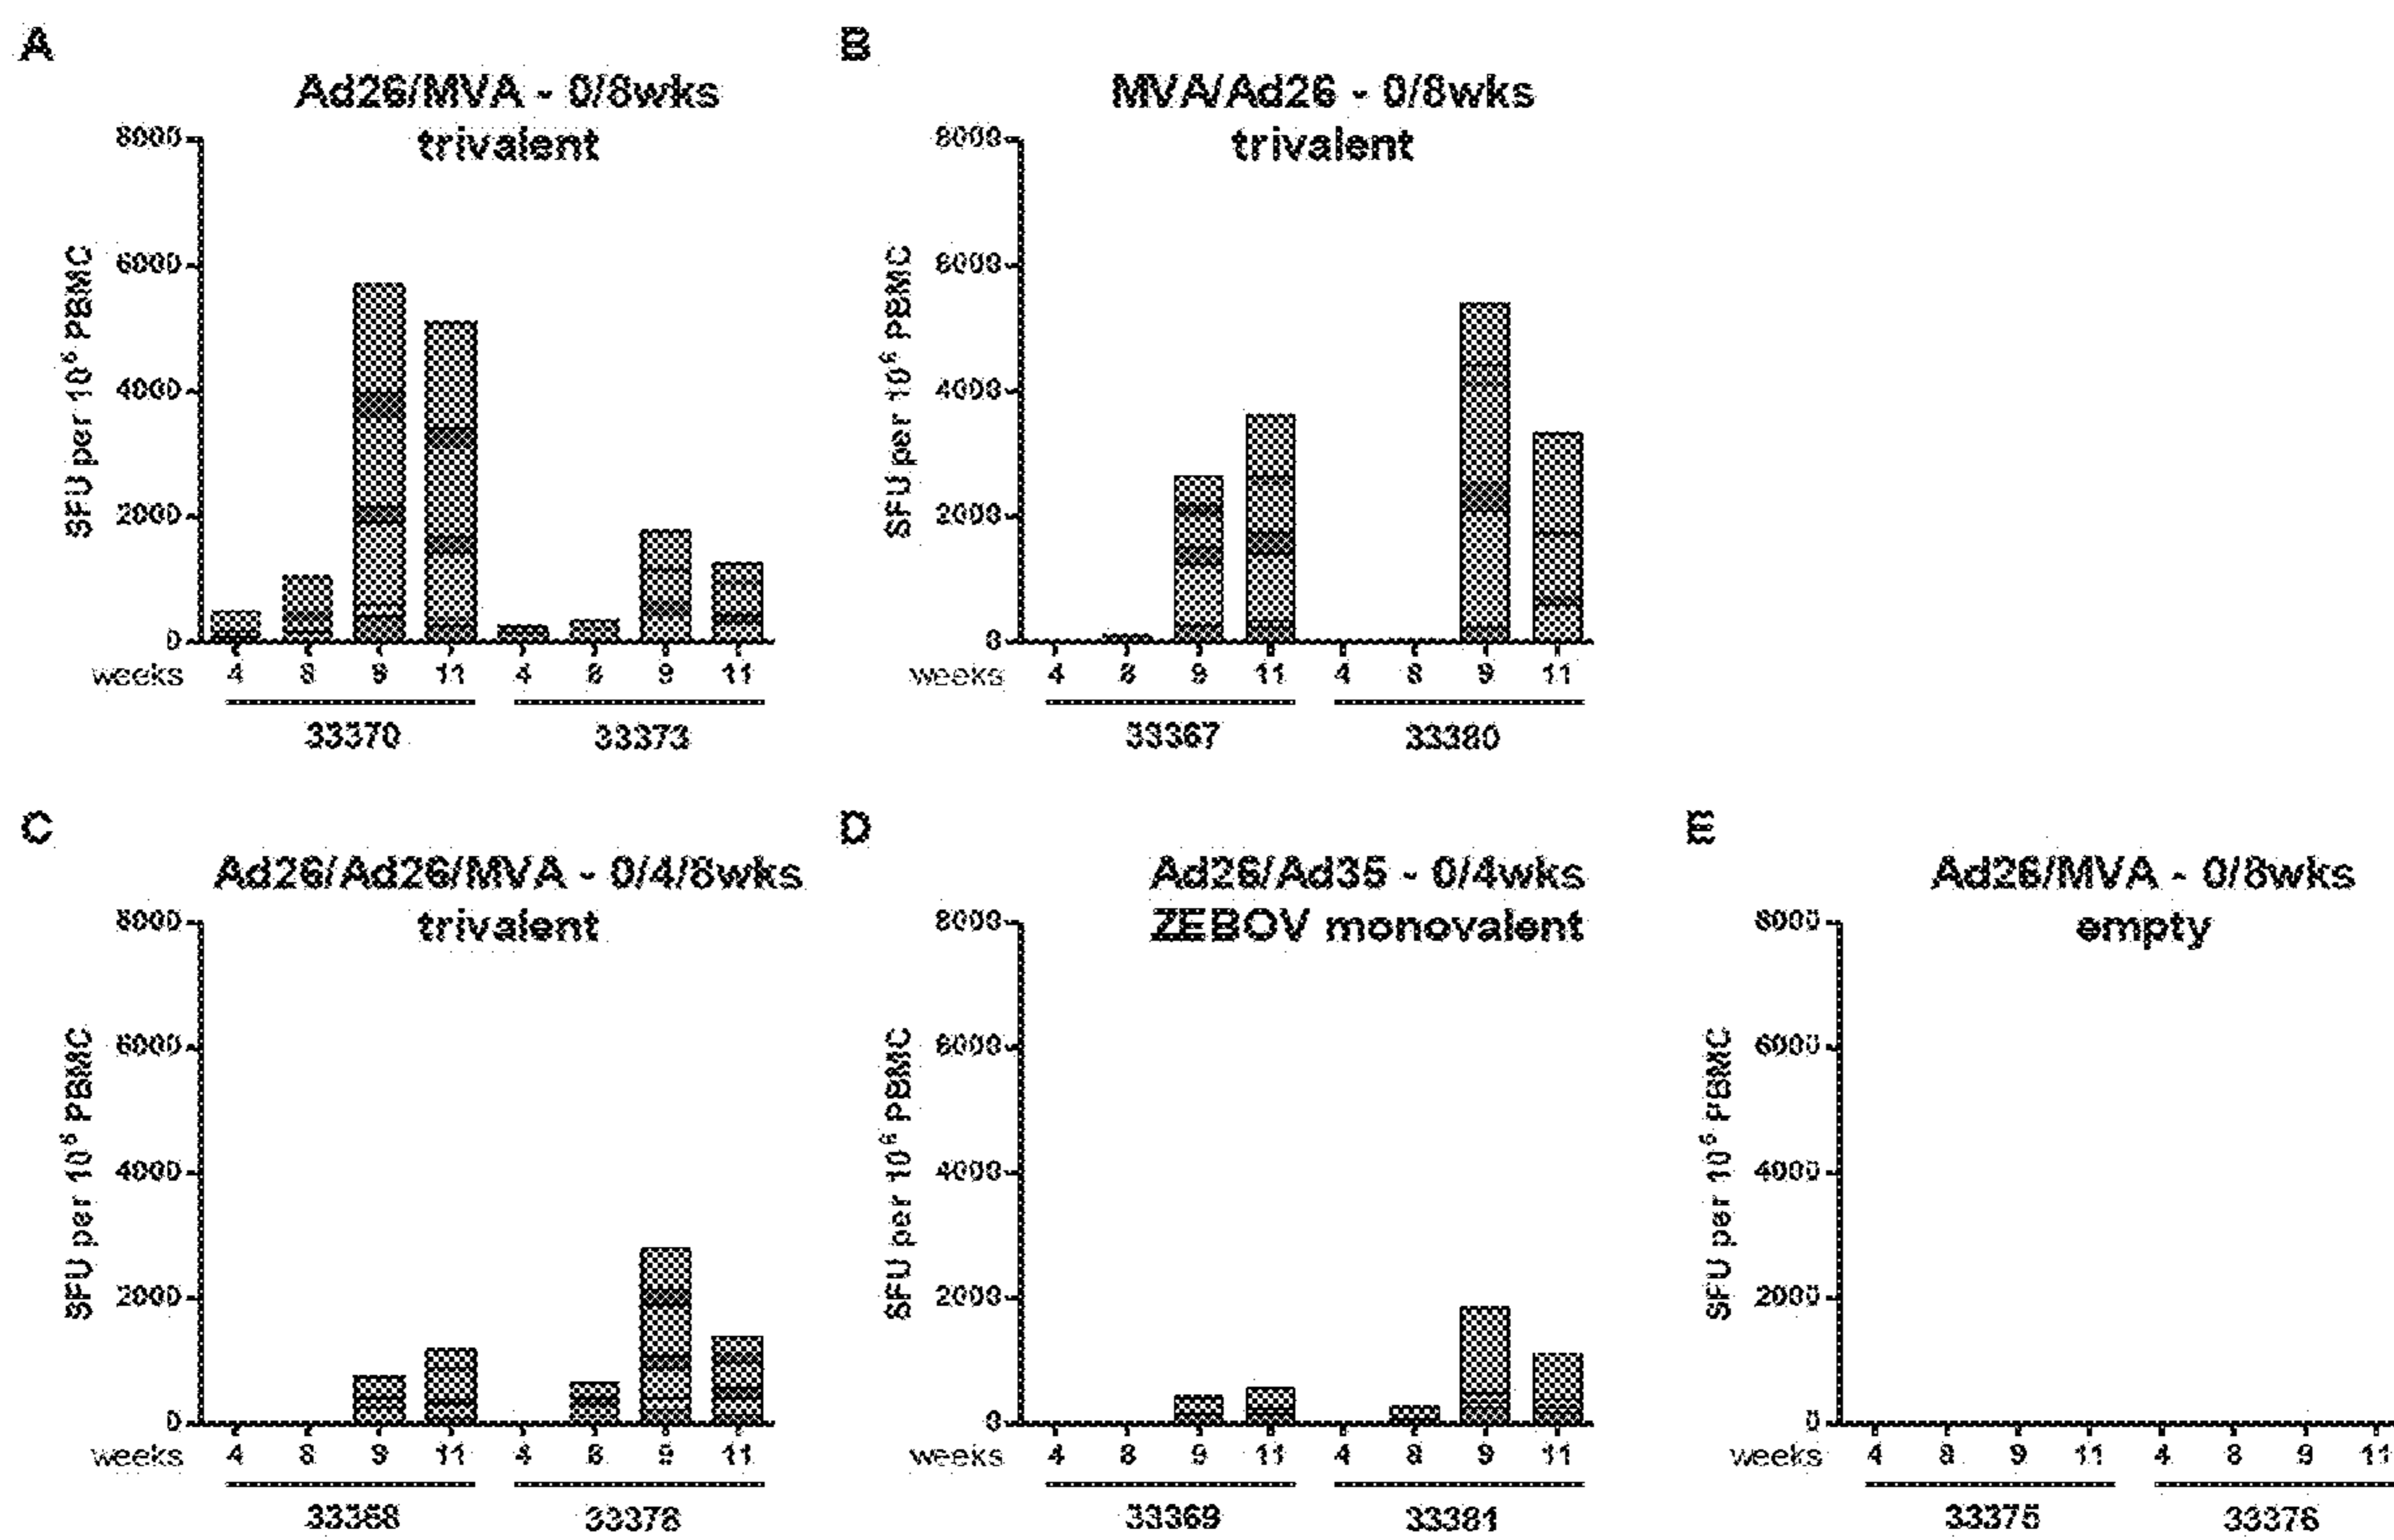 A
Ad26/MVA - 0/8wks
trivalent
SFU per 10⁶ PBMC
8000
6000
4000
2000
0
weeks 4 8 9 11 4 8 9 11
33370 33373
B
MVA/Ad26 - 0/8wks
trivalent
SFU per 10⁶ PBMC
8000
6000
4000
2000
0
weeks 4 8 9 11 4 8 9 11
33367 33380
C
Ad26/Ad26/MVA - 0/4/8wks
trivalent
SFU per 10⁶ PBMC
8000
6000
4000
2000
0
weeks 4 8 9 11 4 8 9 11
33368 33378
D
Ad26/Ad35 - 0/4wks
ZEBOV monovalent
SFU per 10⁶ PBMC
8000
6000
4000
2000
0
weeks 4 8 9 11 4 8 9 11
33369 33381
E
Ad26/MVA - 0/8wks
empty
SFU per 10⁶ PBMC
8000
6000
4000
2000
0
weeks 4 8 9 11 4 8 9 11
33375 33376